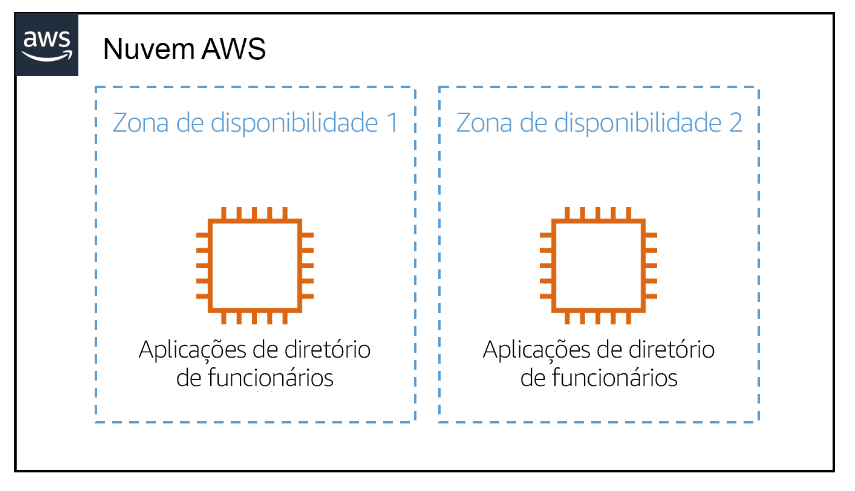 aws
Nuvem AWS
Zona de disponibilidade 1
Zona de disponibilidade 2
Aplicações de diretório
de funcionários
Aplicações de diretório
de funcionários